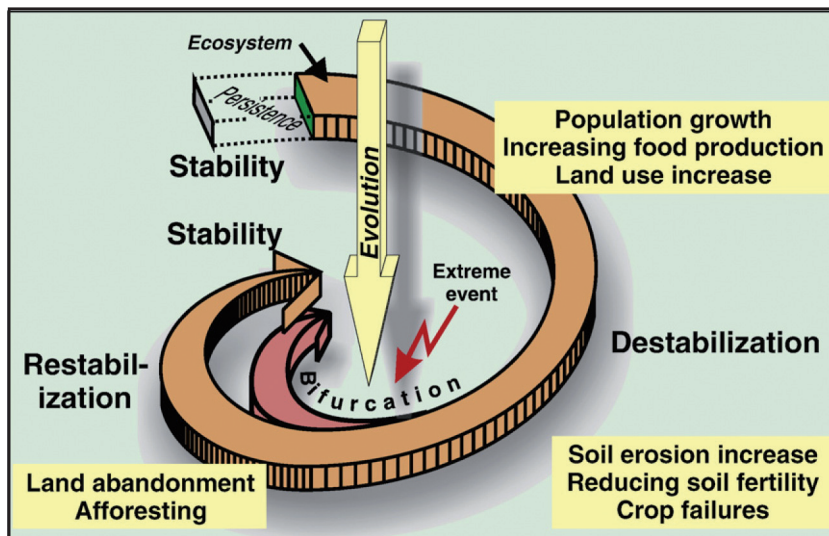 Ecosystem
Persistence
Stability
Population growth
Increasing food production
Land use increase
Evolution
Stability
Extreme
event
Destabilization
Restabil-
ization
Bifurcation
Land abandonment
Afforesting
Soil erosion increase
Reducing soil fertility
Crop failures